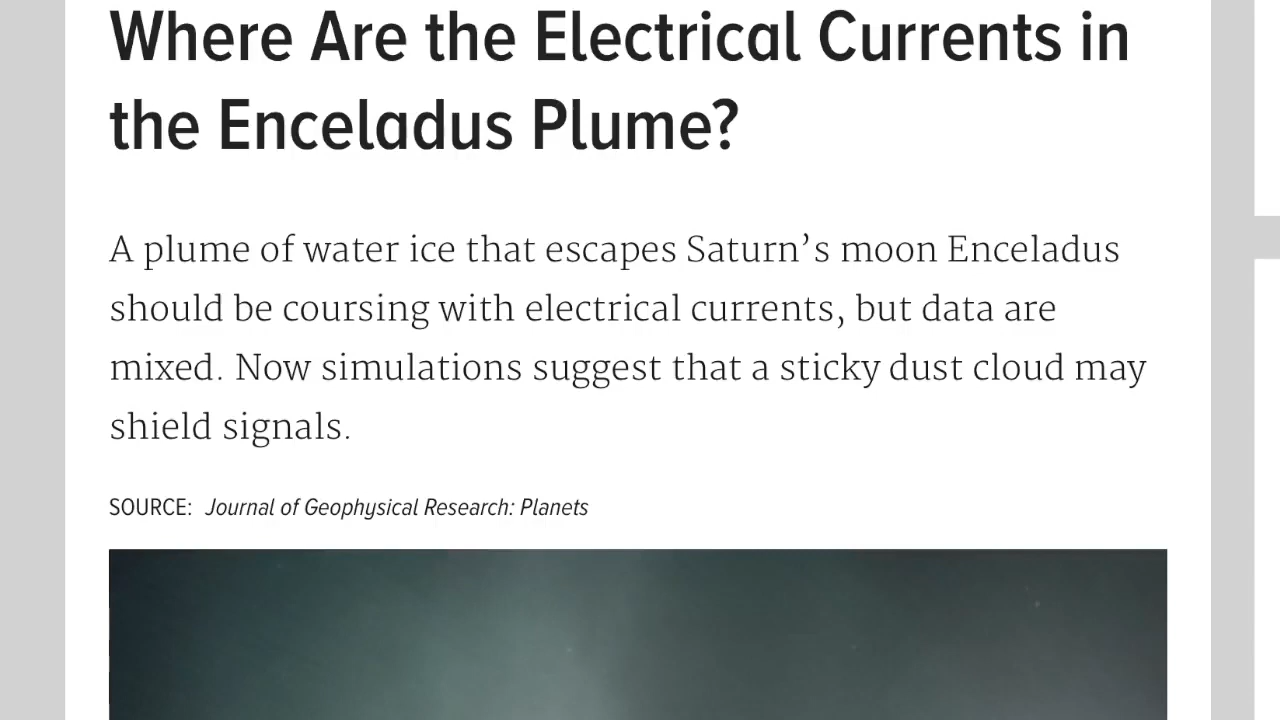 Where Are the Electrical Currents in
the Enceladus Plume?
A plume of water ice that escapes Saturn’s moon Enceladus
should be coursing with electrical currents, but data are
mixed. Now simulations suggest that a sticky dust cloud may
shield signals.
SOURCE: Journal of Geophysical Research: Planets